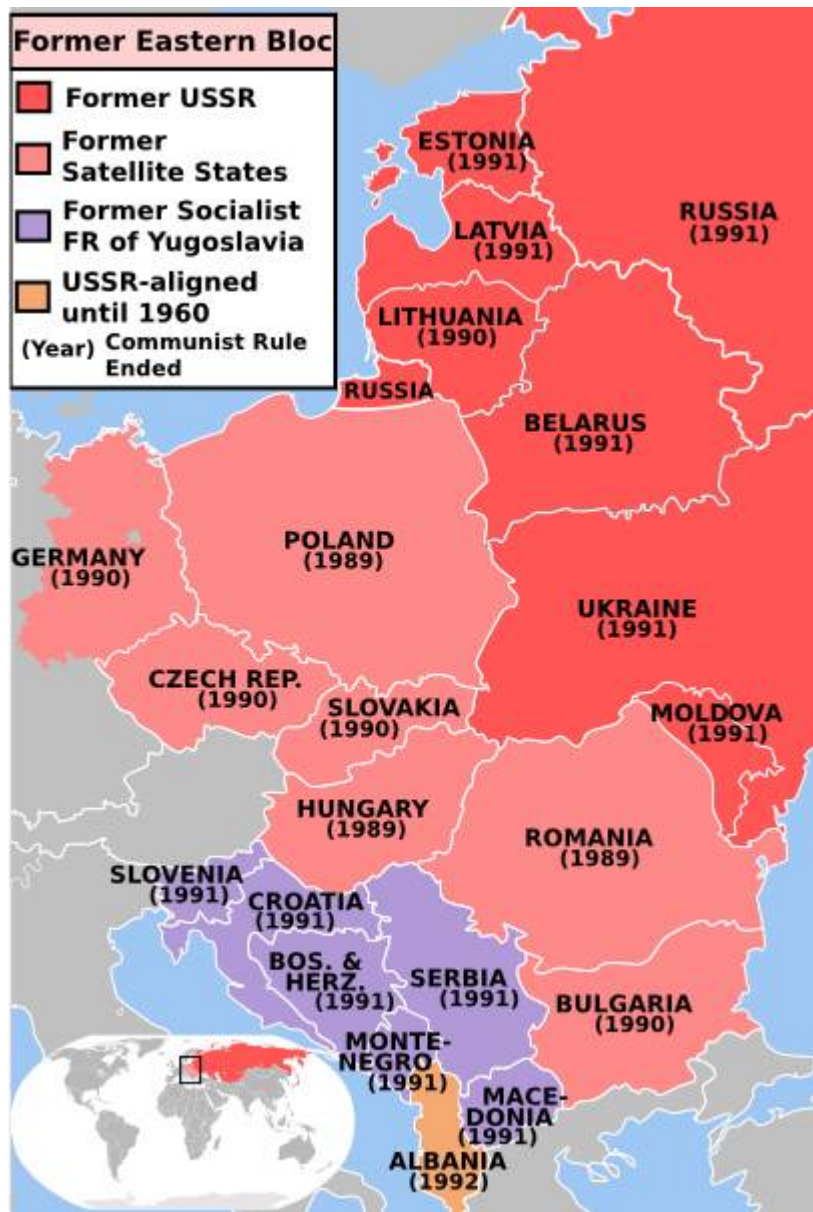 Former Eastern Bloc
Former USSR
Former
Satellite States
Former Socialist
FR of Yugoslavia
USSR-aligned
until 1960
(Year) Communist Rule
Ended
ESTONIA
(1991)
RUSSIA
(1991)
LATVIA
(1991)
LITHUANIA
(1990)
RUSSIA
BELARUS
(1991)
POLAND
(1989)
GERMANY
(1990)
UKRAINE
(1991)
CZECH REP.
(1990)
SLOVAKIA
(1990)
MOLDOVA
(1991)
HUNGARY
(1989)
ROMANIA
(1989)
SLOVENIA
(1991)
CROATIA
(1991)
BOS. &
HERZ.
(1991)
SERBIA
(1991)
BULGARIA
(1990)
MONTE-
NEGRO
(1991)
MACE-
DONIA
(1991)
ALBANIA
(1992)